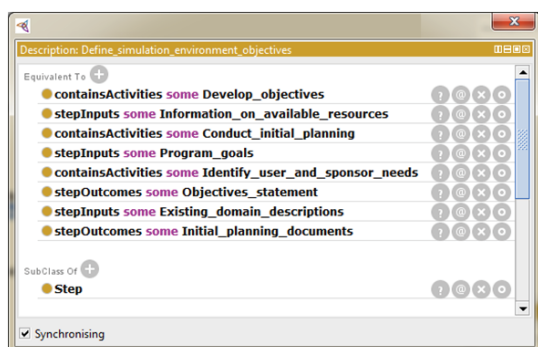 Description: Define_simulation_environment_objectives
Equivalent To
containsActivities some Develop_objectives
stepInputs some Information_on_available_resources
containsActivities some Conduct_initial_planning
stepInputs some Program_goals
containsActivities some Identify_user_and_sponsor_needs
stepOutcomes some Objectives_statement
stepInputs some Existing_domain_descriptions
stepOutcomes some Initial_planning_documents
SubClass Of
Step
Synchronising